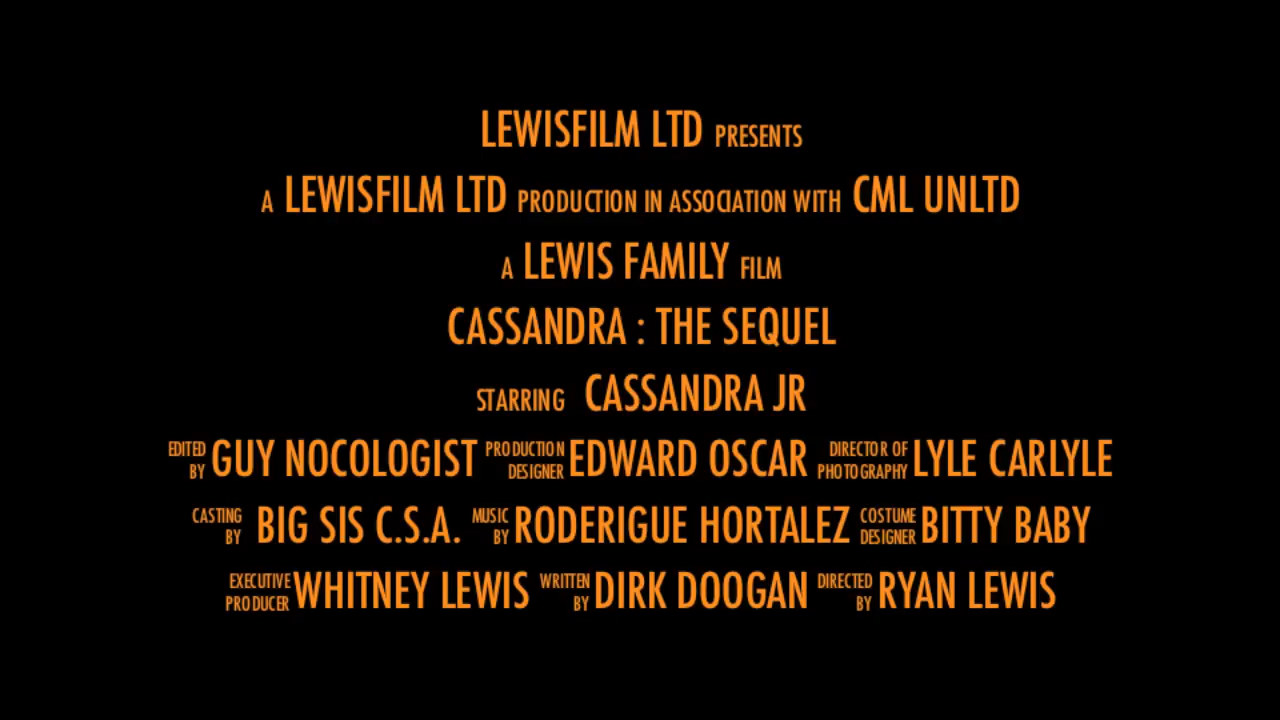 LEWISFILM LTD PRESENTS
A LEWISFILM LTD PRODUCTION IN ASSOCIATION WITH CML UNLTD
A LEWIS FAMILY FILM
CASSANDRA : THE SEQUEL
STARRING CASSANDRA JR
EDITED BY GUY NOCOLOGIST PRODUCTION DESIGNER EDWARD OSCAR DIRECTOR OF PHOTOGRAPHY LYLE CARLYLE
CASTING BY BIG SIS C.S.A. MUSIC BY RODERIGUE HORTALEZ COSTUME DESIGNER BITTY BABY
EXECUTIVE PRODUCER WHITNEY LEWIS WRITTEN BY DIRK DOOGAN DIRECTED BY RYAN LEWIS